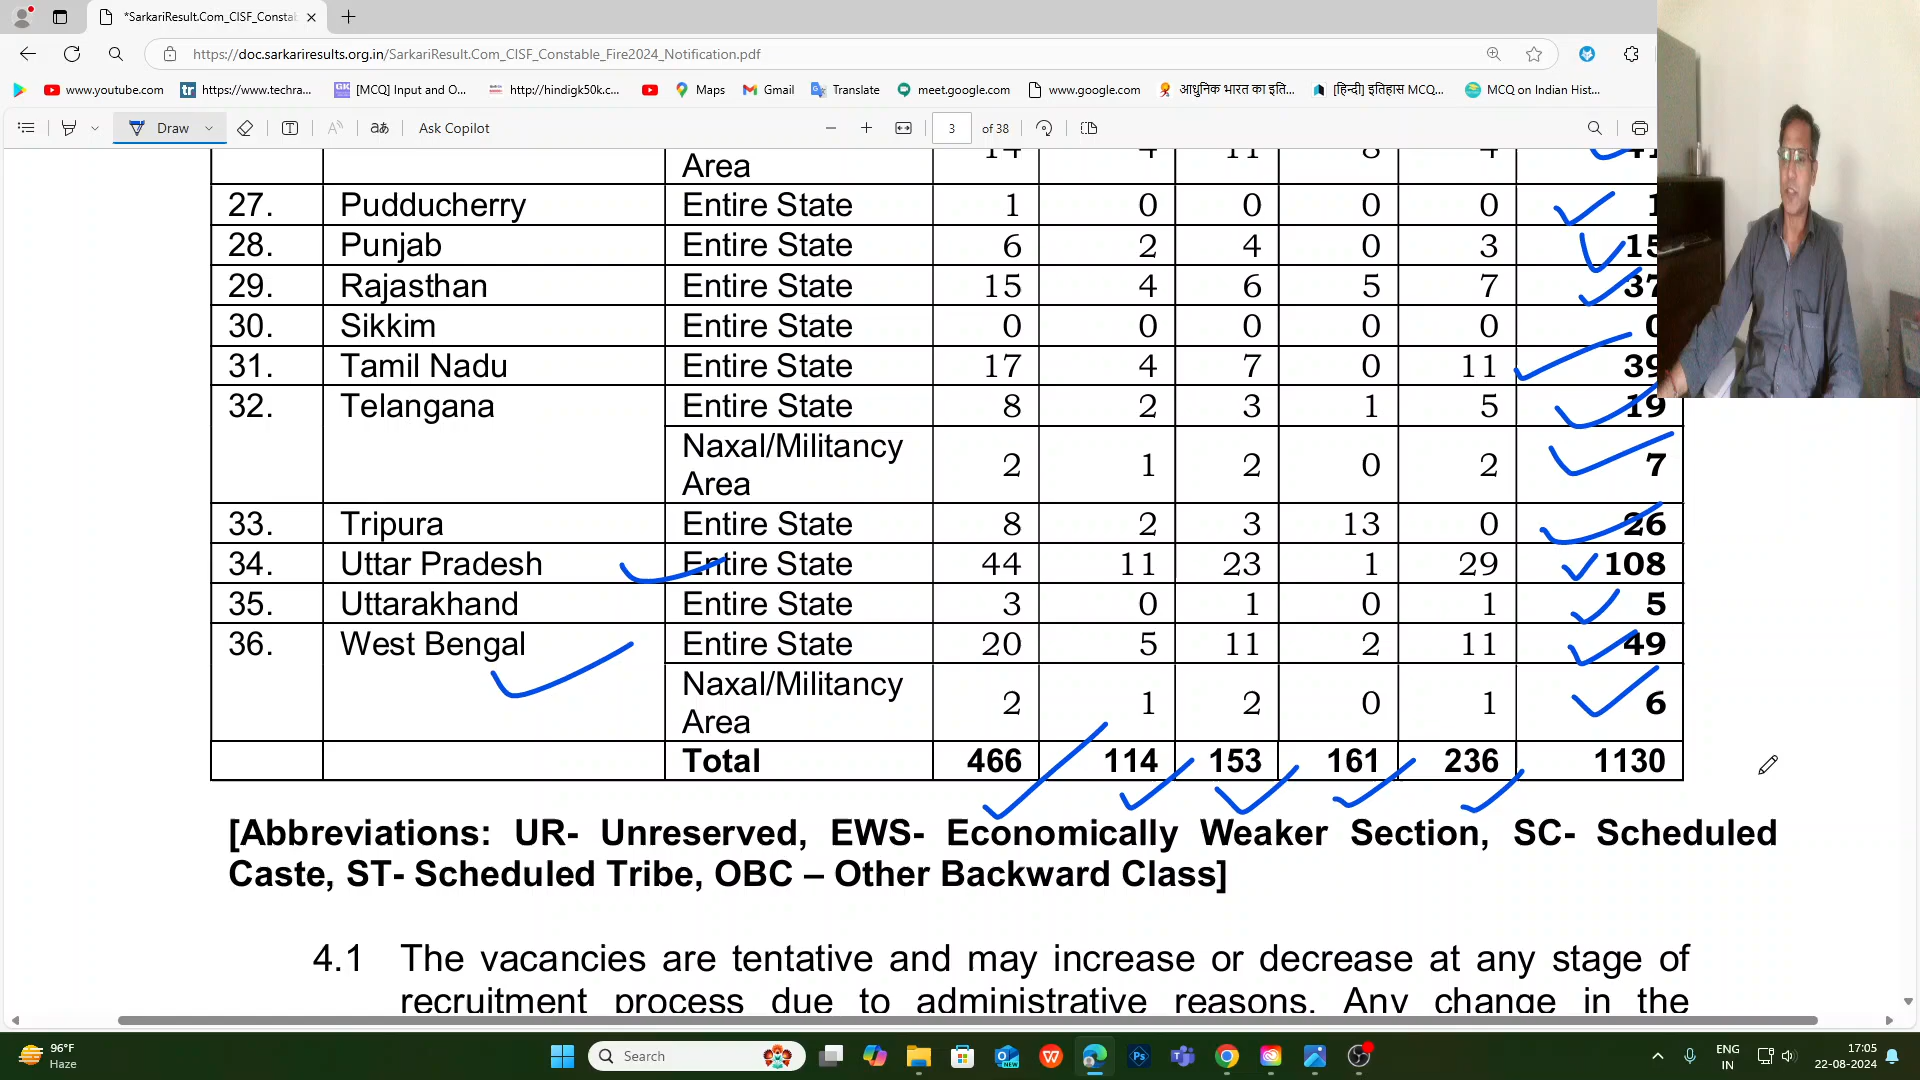 *SarkariResult.Com_CISF_Consta
https://doc.sarkariresults.org.in/SarkariResult.Com_CISF_Constable_Fire2024_Notification.pdf
www.youtube.com https://www.techra... [MCQ] Input and O... http://hindigk50k.c... Maps Gmail Translate meet.google.com www.google.com आधुनिक भारत का इति... [हिन्दी] इतिहास MCQ... MCQ on Indian Hist...
Draw Ask Copilot 3 of 38
Area 14 4 11 8 4 41
27. Pudducherry Entire State 1 0 0 0 0 1
28. Punjab Entire State 6 2 4 0 3 15
29. Rajasthan Entire State 15 4 6 5 7 37
30. Sikkim Entire State 0 0 0 0 0 0
31. Tamil Nadu Entire State 17 4 7 0 11 39
32. Telangana Entire State 8 2 3 1 5 19
Naxal/Militancy
Area 2 1 2 0 2 7
33. Tripura Entire State 8 2 3 13 0 26
34. Uttar Pradesh Entire State 44 11 23 1 29 108
35. Uttarakhand Entire State 3 0 1 0 1 5
36. West Bengal Entire State 20 5 11 2 11 49
Naxal/Militancy
Area 2 1 2 0 1 6
Total 466 114 153 161 236 1130
[Abbreviations: UR- Unreserved, EWS- Economically Weaker Section, SC- Scheduled
Caste, ST- Scheduled Tribe, OBC – Other Backward Class]
4.1 The vacancies are tentative and may increase or decrease at any stage of
recruitment process due to administrative reasons. Any change in the
96°F
Haze
Search
ENG
IN
17:05
22-08-2024